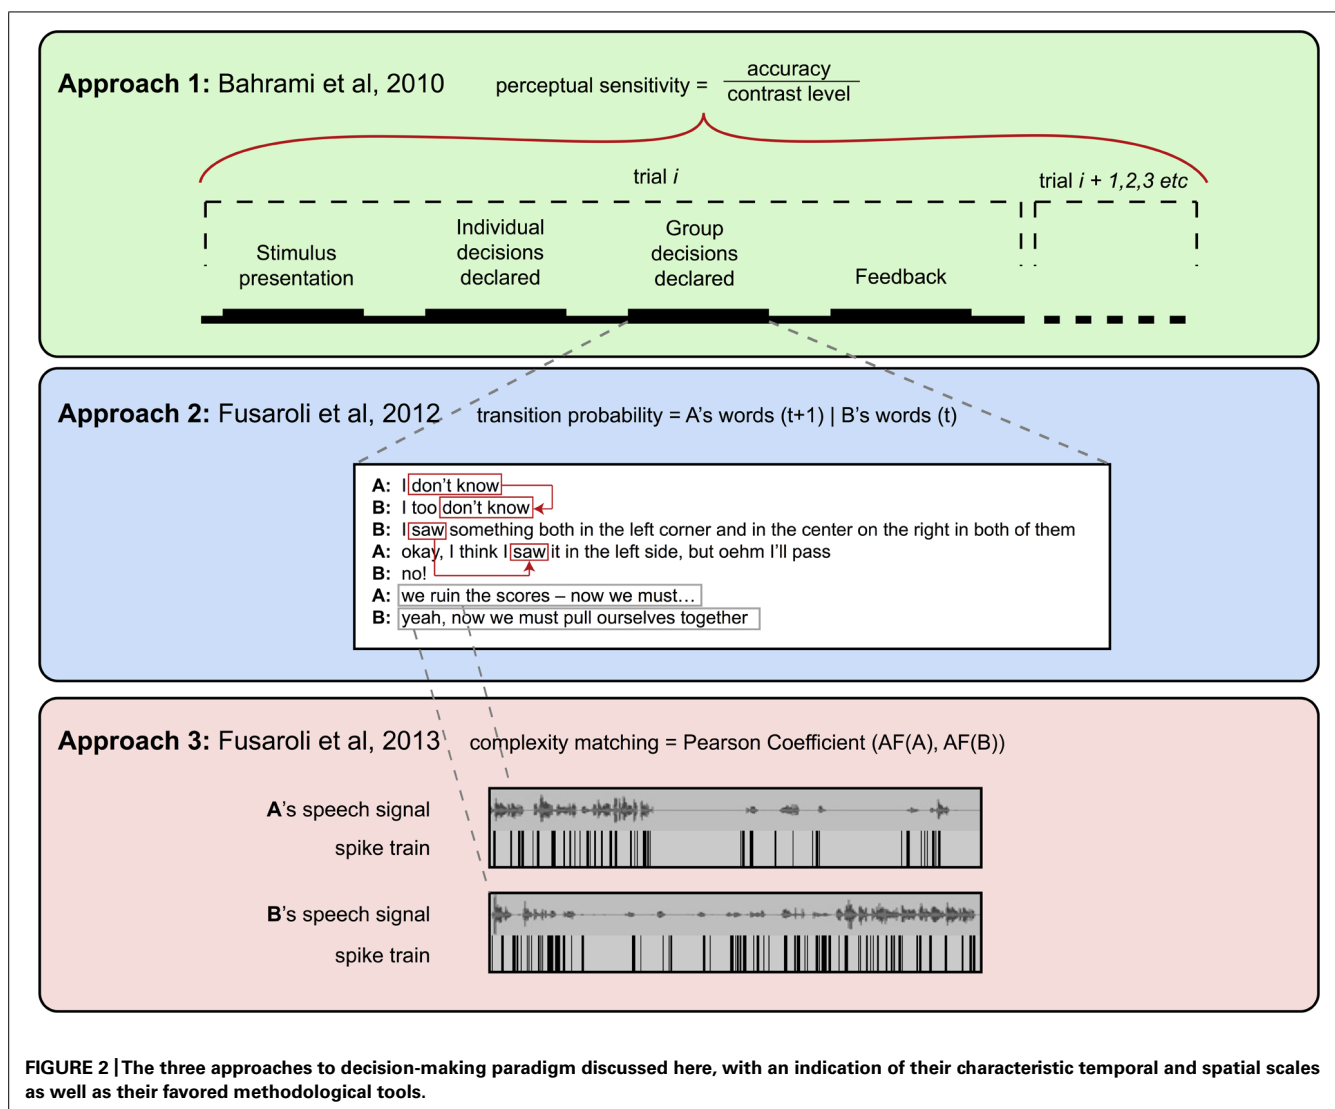 Approach 1: Bahrami et al, 2010
perceptual sensitivity = accuracy
contrast level
trial i
trial i + 1,2,3 etc
Stimulus
presentation
Individual
decisions
declared
Group
decisions
declared
Feedback
Approach 2: Fusaroli et al, 2012
transition probability = A's words (t+1) | B's words (t)
A: I don't know
B: I too don't know
B: I saw something both in the left corner and in the center on the right in both of them
A: okay, I think I saw it in the left side, but oehm I'll pass
B: no!
A: we ruin the scores – now we must…
B: yeah, now we must pull ourselves together
Approach 3: Fusaroli et al, 2013
complexity matching = Pearson Coefficient (AF(A), AF(B))
A's speech signal
spike train
B's speech signal
spike train
FIGURE 2 | The three approaches to decision-making paradigm discussed here, with an indication of their characteristic temporal and spatial scales
as well as their favored methodological tools.